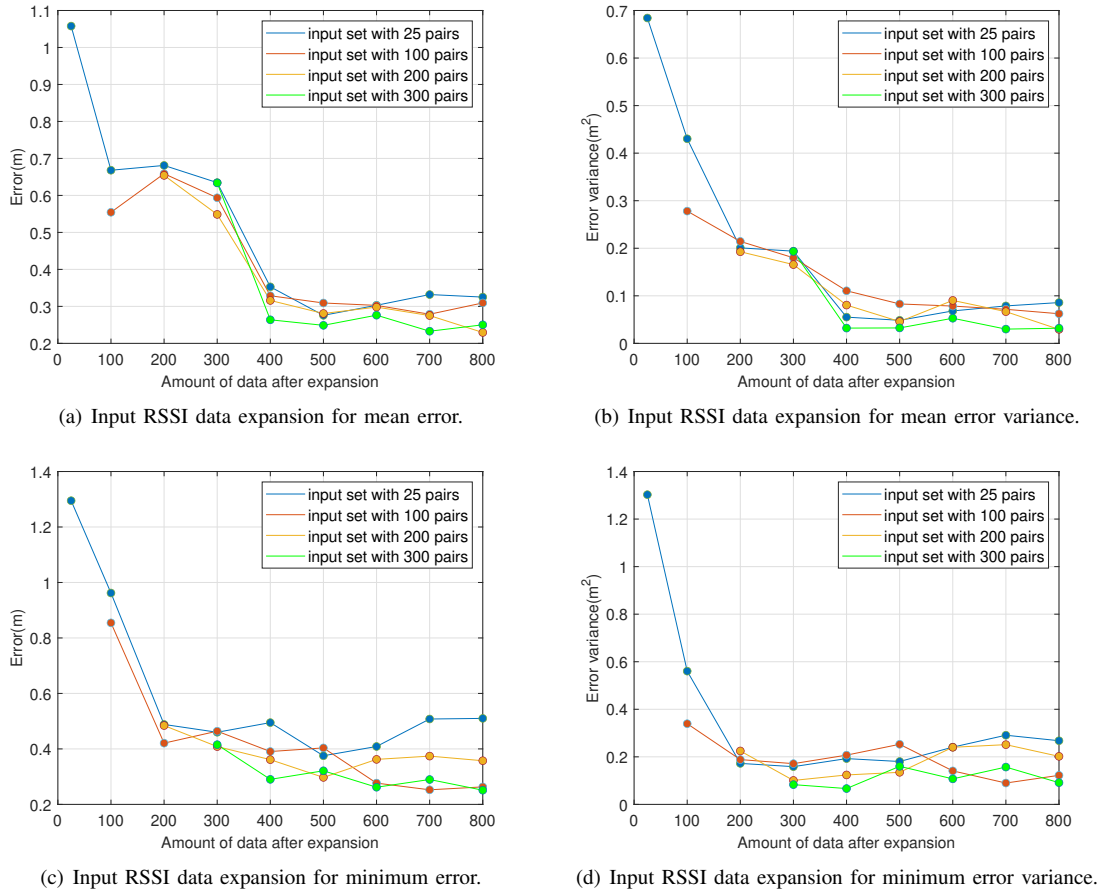 1.1
1
0.9
0.8
0.7
0.6
0.5
0.4
0.3
0.2
Error(m)
0 100 200 300 400 500 600 700 800
Amount of data after expansion
input set with 25 pairs
input set with 100 pairs
input set with 200 pairs
input set with 300 pairs
(a) Input RSSI data expansion for mean error.
0.7
0.6
0.5
0.4
0.3
0.2
0.1
0
Error variance(m²)
0 100 200 300 400 500 600 700 800
Amount of data after expansion
input set with 25 pairs
input set with 100 pairs
input set with 200 pairs
input set with 300 pairs
(b) Input RSSI data expansion for mean error variance.
1.4
1.2
1
0.8
0.6
0.4
0.2
Error(m)
0 100 200 300 400 500 600 700 800
Amount of data after expansion
input set with 25 pairs
input set with 100 pairs
input set with 200 pairs
input set with 300 pairs
(c) Input RSSI data expansion for minimum error.
1.4
1.2
1
0.8
0.6
0.4
0.2
0
Error variance(m²)
0 100 200 300 400 500 600 700 800
Amount of data after expansion
input set with 25 pairs
input set with 100 pairs
input set with 200 pairs
input set with 300 pairs
(d) Input RSSI data expansion for minimum error variance.